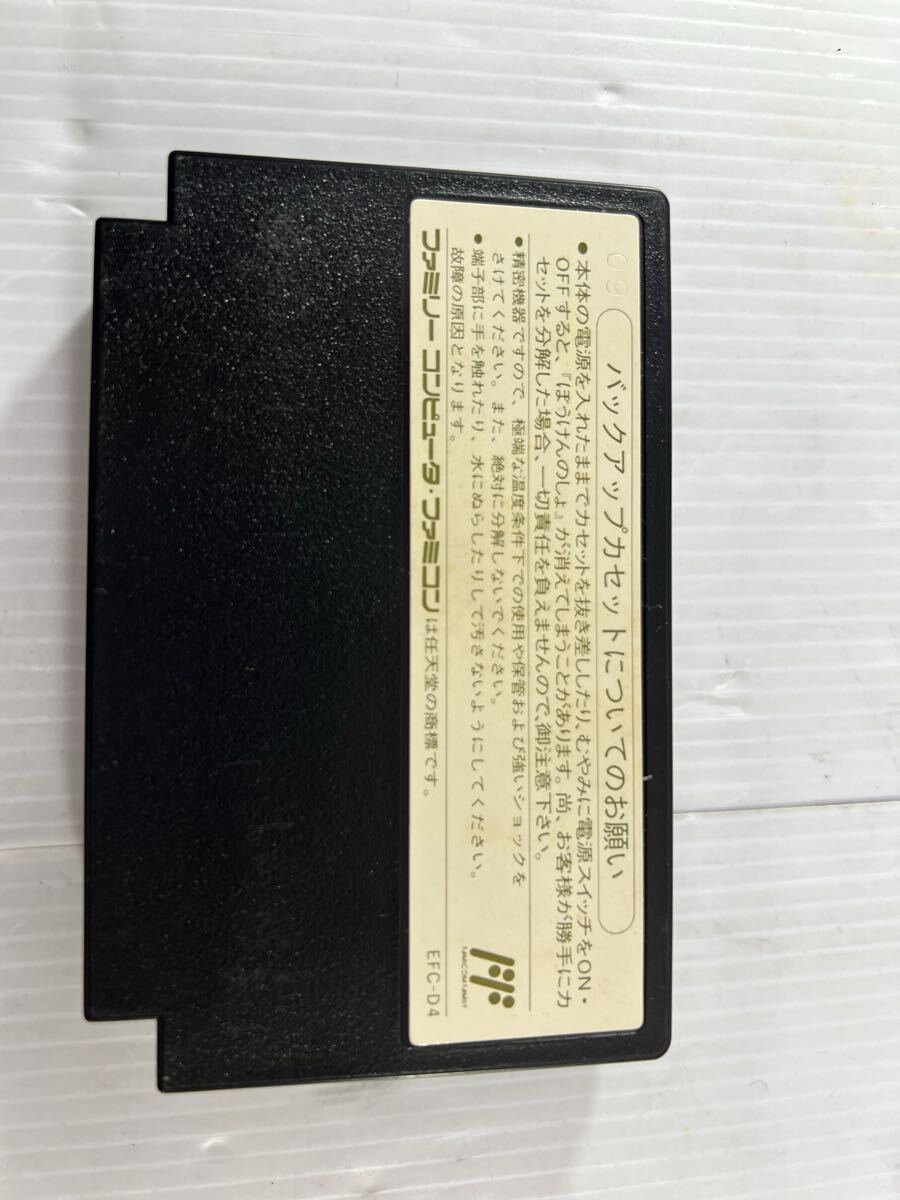 09
バックアップカセットについてのお願い
●本体の電源を入れたままでカセットを抜き差ししたり、むやみに電源スイッチをON・
OFFすると、『ぼうけんのしょ』が消えてしまうことがあります。尚、お客様が勝手にカ
セットを分解した場合、一切責任を負えませんので、御注意下さい。
●精密機器ですので、極端な温度条件下での使用や保管および強いショックを
さけてください。また、絶対に分解しないでください。
●端子部に手を触れたり、水にぬらしたりして汚さないようにしてください。
故障の原因となります。
ファミリー コンピュータ・ファミコンは任天堂の商標です。
FAMICOM FAMILY
EFC-D4